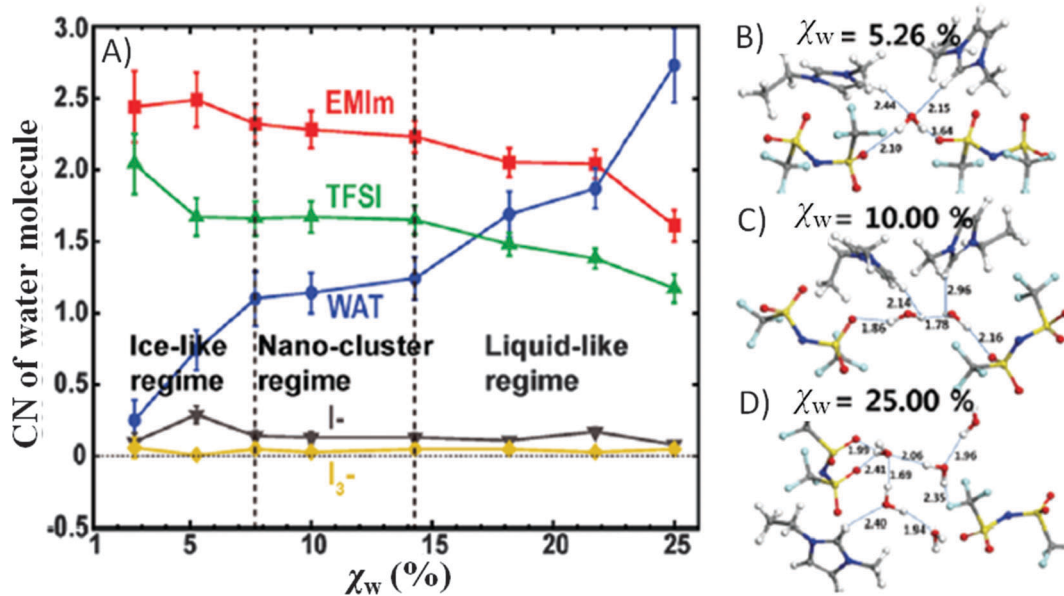 A)
CN of water molecule
3.0
2.5
2.0
1.5
1.0
0.5
0
-0.5
EMIm
TFSI
WAT
Ice-like
regime
Nano-cluster
regime
Liquid-like
regime
I-
I3-
1
5
10
15
20
25
χw (%)
B) χw = 5.26 %
2.44
2.15
1.64
2.10
C) χw = 10.00 %
2.14
2.96
1.86
1.78
2.16
D) χw = 25.00 %
1.99
2.06
1.96
2.41
1.69
2.35
2.40
1.94